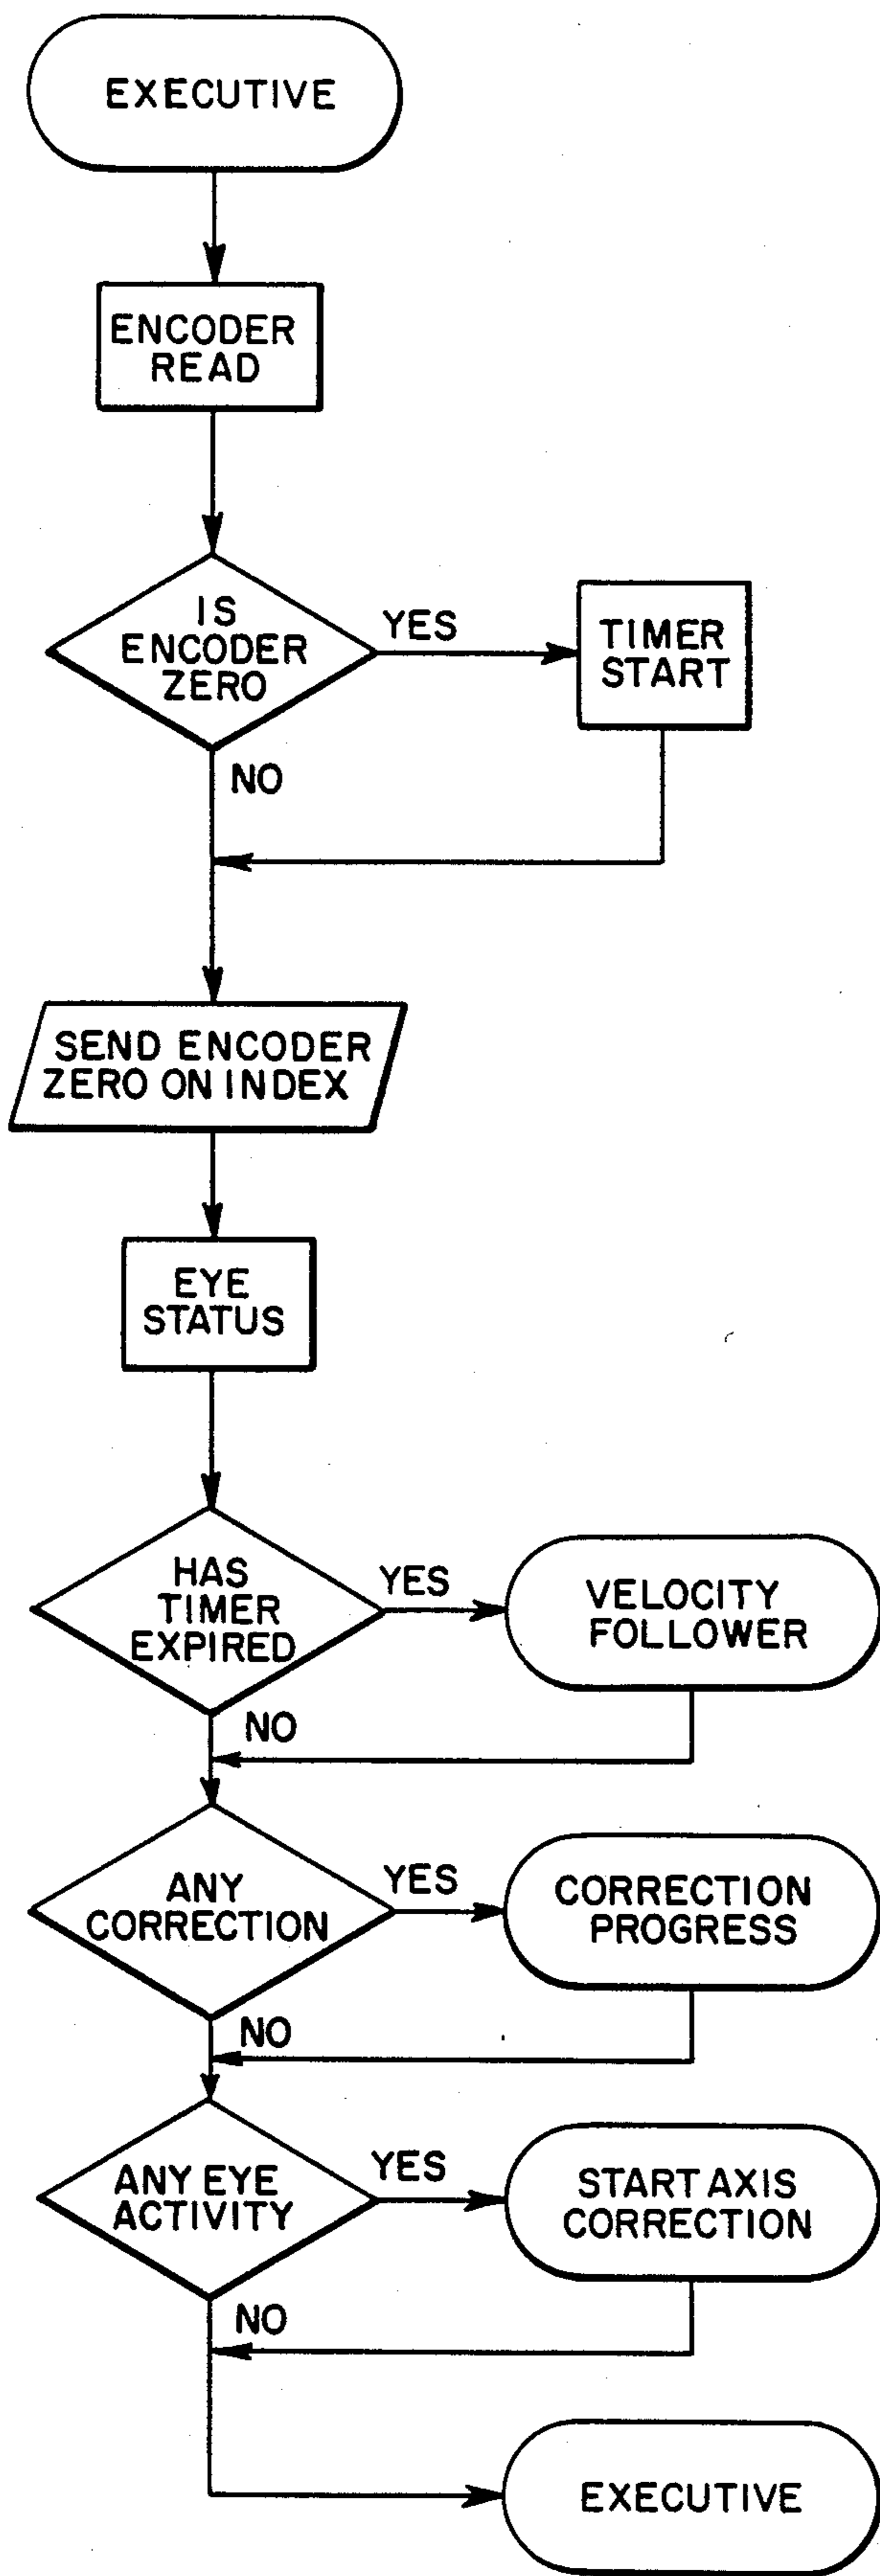 EXECUTIVE
ENCODER
READ
IS
ENCODER
ZERO
YES
TIMER
START
NO
SEND ENCODER
ZERO ON INDEX
EYE
STATUS
HAS
TIMER
EXPIRED
YES
VELOCITY
FOLLOWER
NO
ANY
CORRECTION
YES
CORRECTION
PROGRESS
NO
ANY EYE
ACTIVITY
YES
START AXIS
CORRECTION
NO
EXECUTIVE